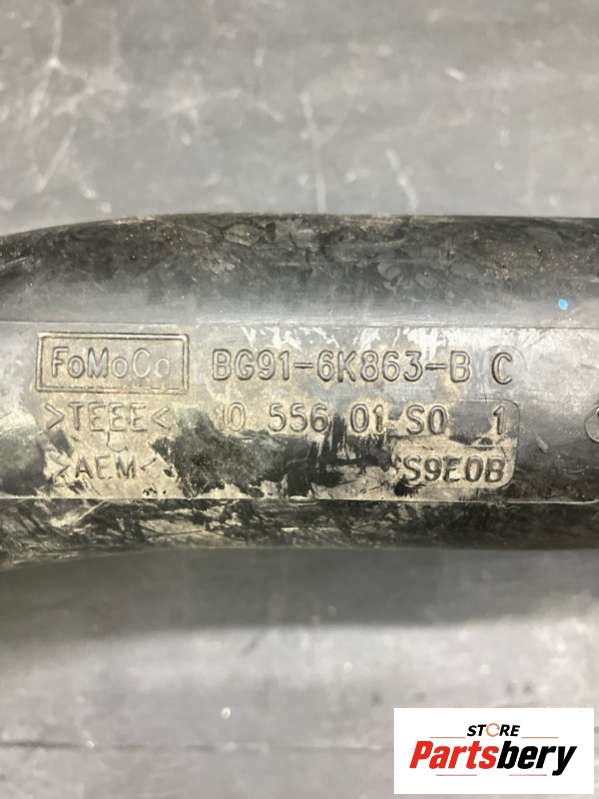 FoMoCo BG91-6K863-B C
>TEEE< 10 556 01 S0 1
>AEM< S9E0B
STORE
Partsbery